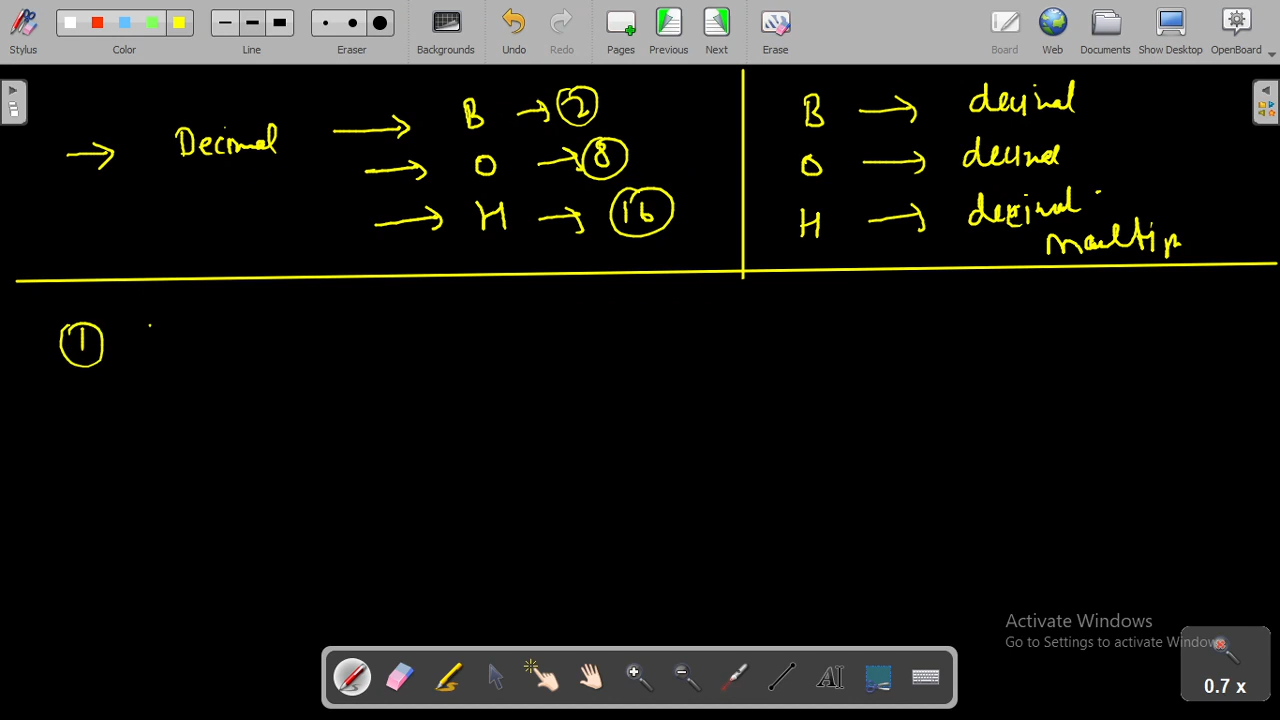 Stylus Color Line Eraser Backgrounds Undo Redo Pages Previous Next Erase Board Web Documents Show Desktop OpenBoard
→ Decimal → B → 2
→ O → 8
→ H → 16
B → decimal
O → decimal
H → decimal
multip
1
Activate Windows
Go to Settings to activate Windows
0.7 x